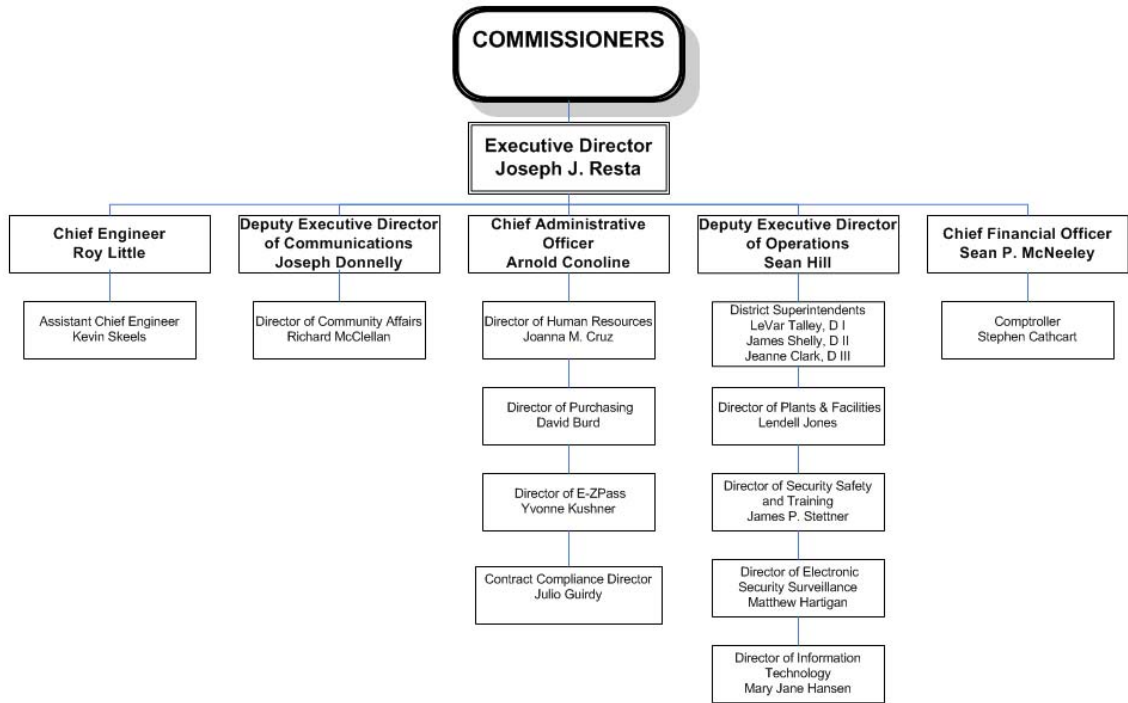 COMMISSIONERS
Executive Director
Joseph J. Resta
Chief Engineer
Roy Little
Deputy Executive Director
of Communications
Joseph Donnelly
Chief Administrative
Officer
Arnold Conoline
Deputy Executive Director
of Operations
Sean Hill
Chief Financial Officer
Sean P. McNeeley
Assistant Chief Engineer
Kevin Skeels
Director of Community Affairs
Richard McClellan
Director of Human Resources
Joanna M. Cruz
District Superintendents
LeVar Talley, D I
James Shelly, D II
Jeanne Clark, D III
Comptroller
Stephen Cathcart
Director of Purchasing
David Burd
Director of Plants & Facilities
Lendell Jones
Director of E-ZPass
Yvonne Kushner
Director of Security Safety
and Training
James P. Stettner
Contract Compliance Director
Julio Guirdy
Director of Electronic
Security Surveillance
Matthew Hartigan
Director of Information
Technology
Mary Jane Hansen